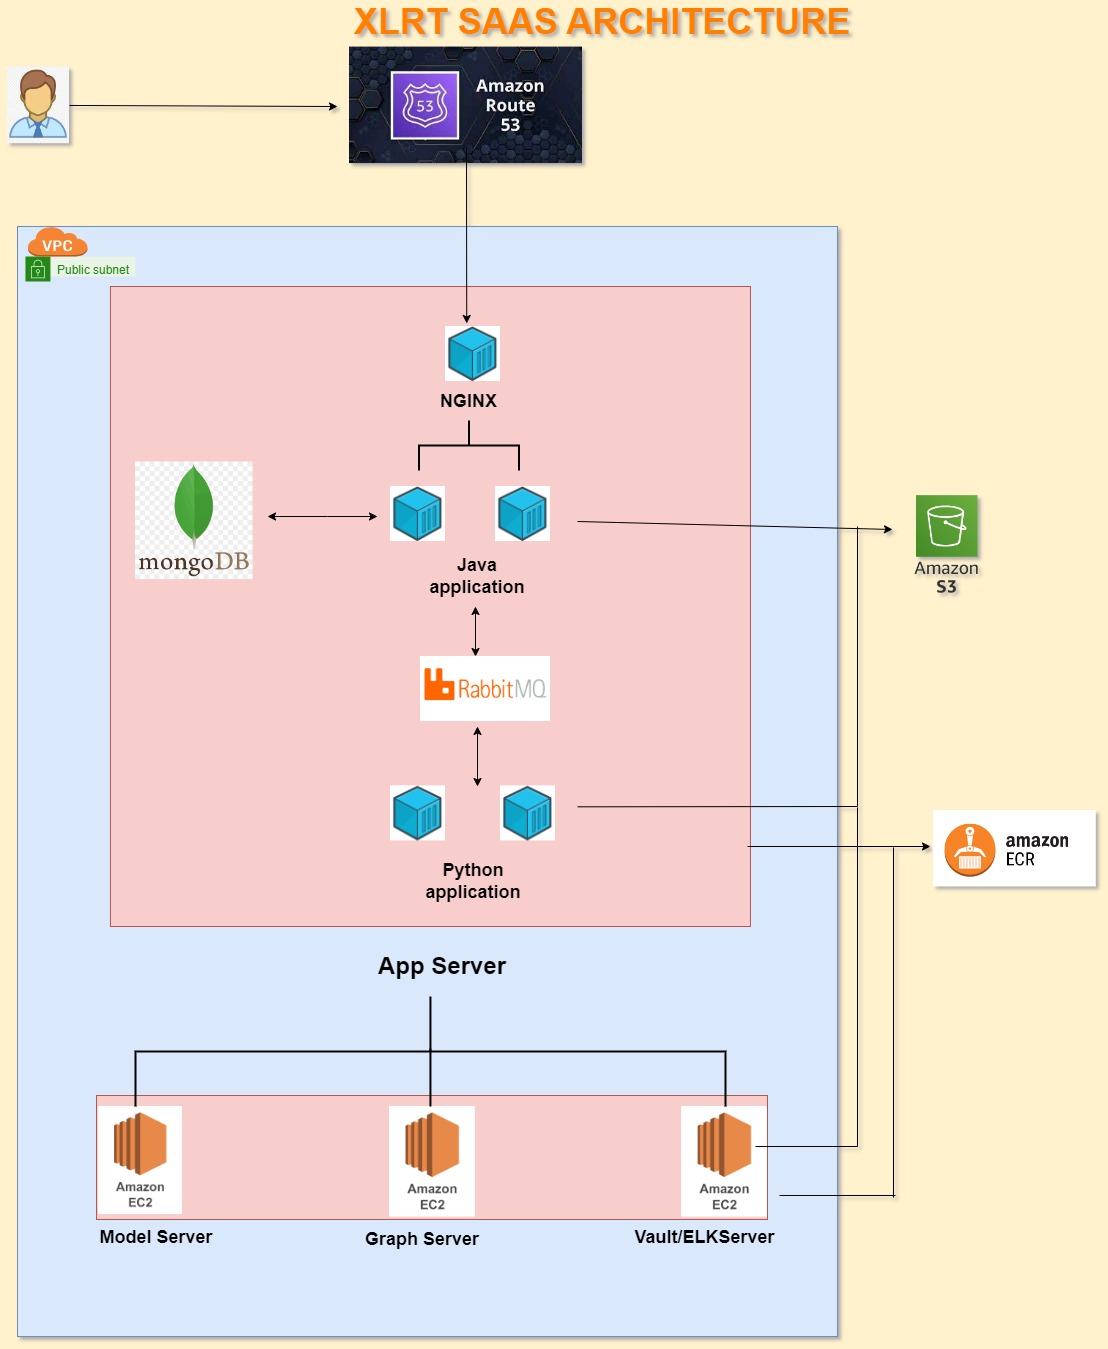 XLRT SAAS ARCHITECTURE
53
Amazon
Route
53
VPC
Public subnet
NGINX
mongoDB
Java
application
Amazon
S3
RabbitMQ
Python
application
amazon
ECR
App Server
Amazon
EC2
Amazon
EC2
Amazon
EC2
Model Server
Graph Server
Vault/ELKServer